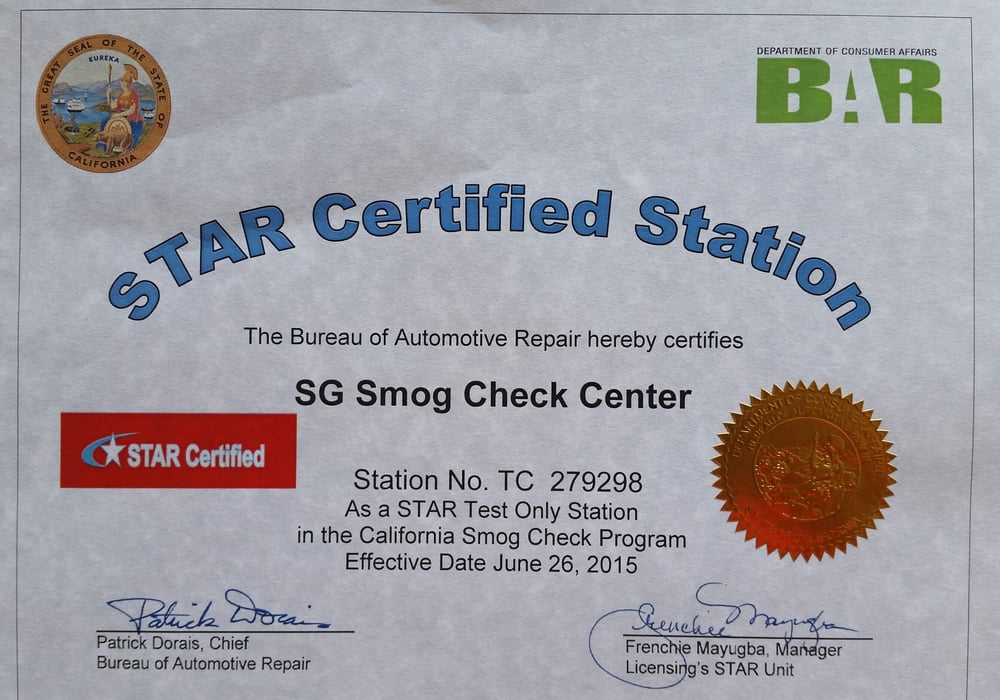 THE GREAT SEAL OF THE STATE OF CALIFORNIA
EUREKA
DEPARTMENT OF CONSUMER AFFAIRS
BAR
STAR Certified Station
The Bureau of Automotive Repair hereby certifies
SG Smog Check Center
STAR Certified
Station No. TC 279298
As a STAR Test Only Station
in the California Smog Check Program
Effective Date June 26, 2015
Patrick Dorais
Frenchie Mayugba
Patrick Dorais, Chief
Bureau of Automotive Repair
Frenchie Mayugba, Manager
Licensing's STAR Unit